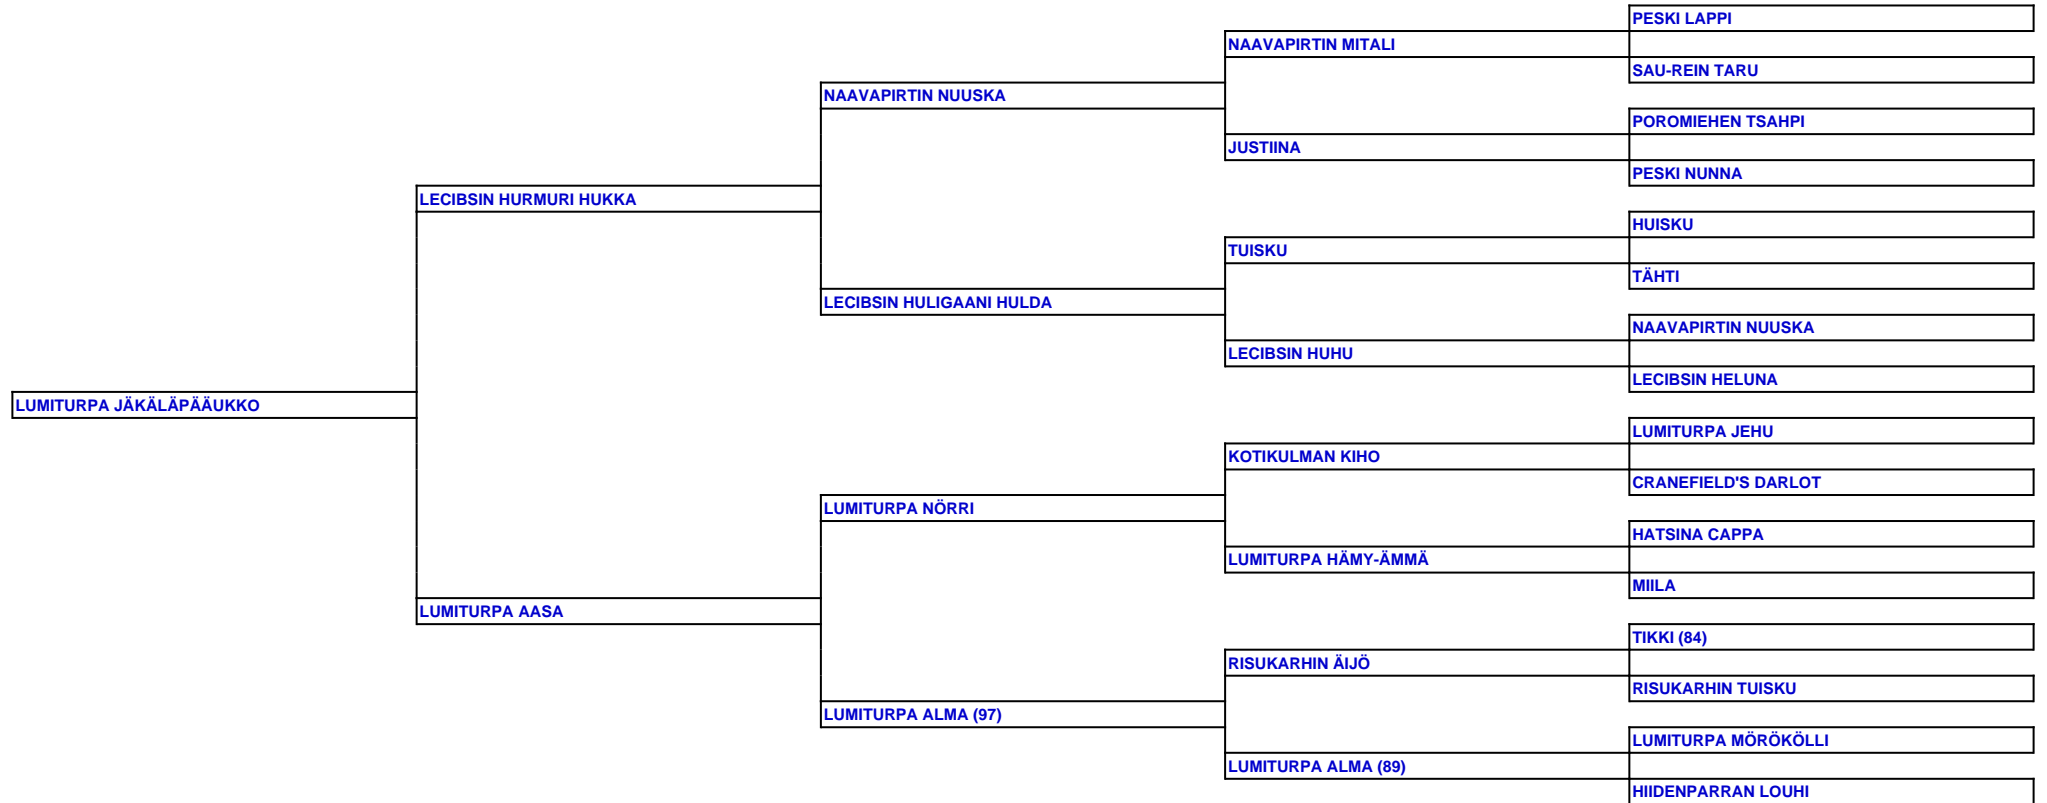 PESKI LAPPI
NAAVAPIRTIN MITALI
SAU-REIN TARU
NAAVAPIRTIN NUUSKA
POROMIEHEN TSAHPI
JUSTIINA
PESKI NUNNA
LECIBSIN HURMURI HUKKA
HUISKU
TUISKU
TÄHTI
LECIBSIN HULIGAANI HULDA
NAAVAPIRTIN NUUSKA
LECIBSIN HUHU
LECIBSIN HELUNA
LUMITURPA JÄKÄLÄPÄÄUKKO
LUMITURPA JEHU
KOTIKULMAN KIHO
CRANEFIELD'S DARLOT
LUMITURPA NÖRRI
HATSINA CAPPA
LUMITURPA HÄMY-ÄMMÄ
MIILA
LUMITURPA AASA
TIKKI (84)
RISUKARHIN ÄIJÖ
RISUKARHIN TUISKU
LUMITURPA ALMA (97)
LUMITURPA MÖRÖKÖLLI
LUMITURPA ALMA (89)
HIIDENPARRAN LOUHI